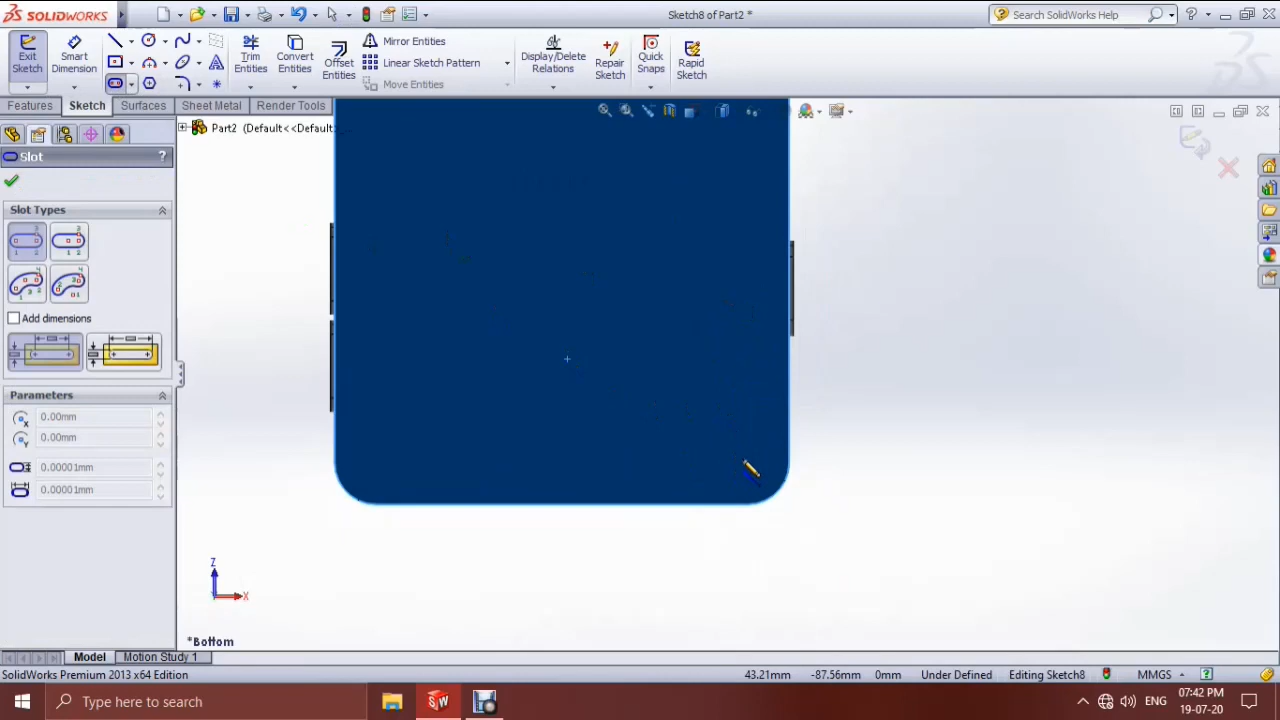 SOLIDWORKS
Sketch8 of Part2 *
Search SolidWorks Help
Exit Sketch
Smart Dimension
Trim Entities
Convert Entities
Offset Entities
Mirror Entities
Linear Sketch Pattern
Move Entities
Display/Delete Relations
Repair Sketch
Quick Snaps
Rapid Sketch
Features
Sketch
Surfaces
Sheet Metal
Render Tools
Part2 (Default<<Default
Slot
?
Slot Types
Add dimensions
Parameters
0.00mm
0.00mm
0.00001mm
0.00001mm
Z
X
*Bottom
Model
Motion Study 1
SolidWorks Premium 2013 x64 Edition
43.21mm
-87.56mm
0mm
Under Defined
Editing Sketch8
MMGS
Type here to search
ENG
07:42 PM
19-07-20